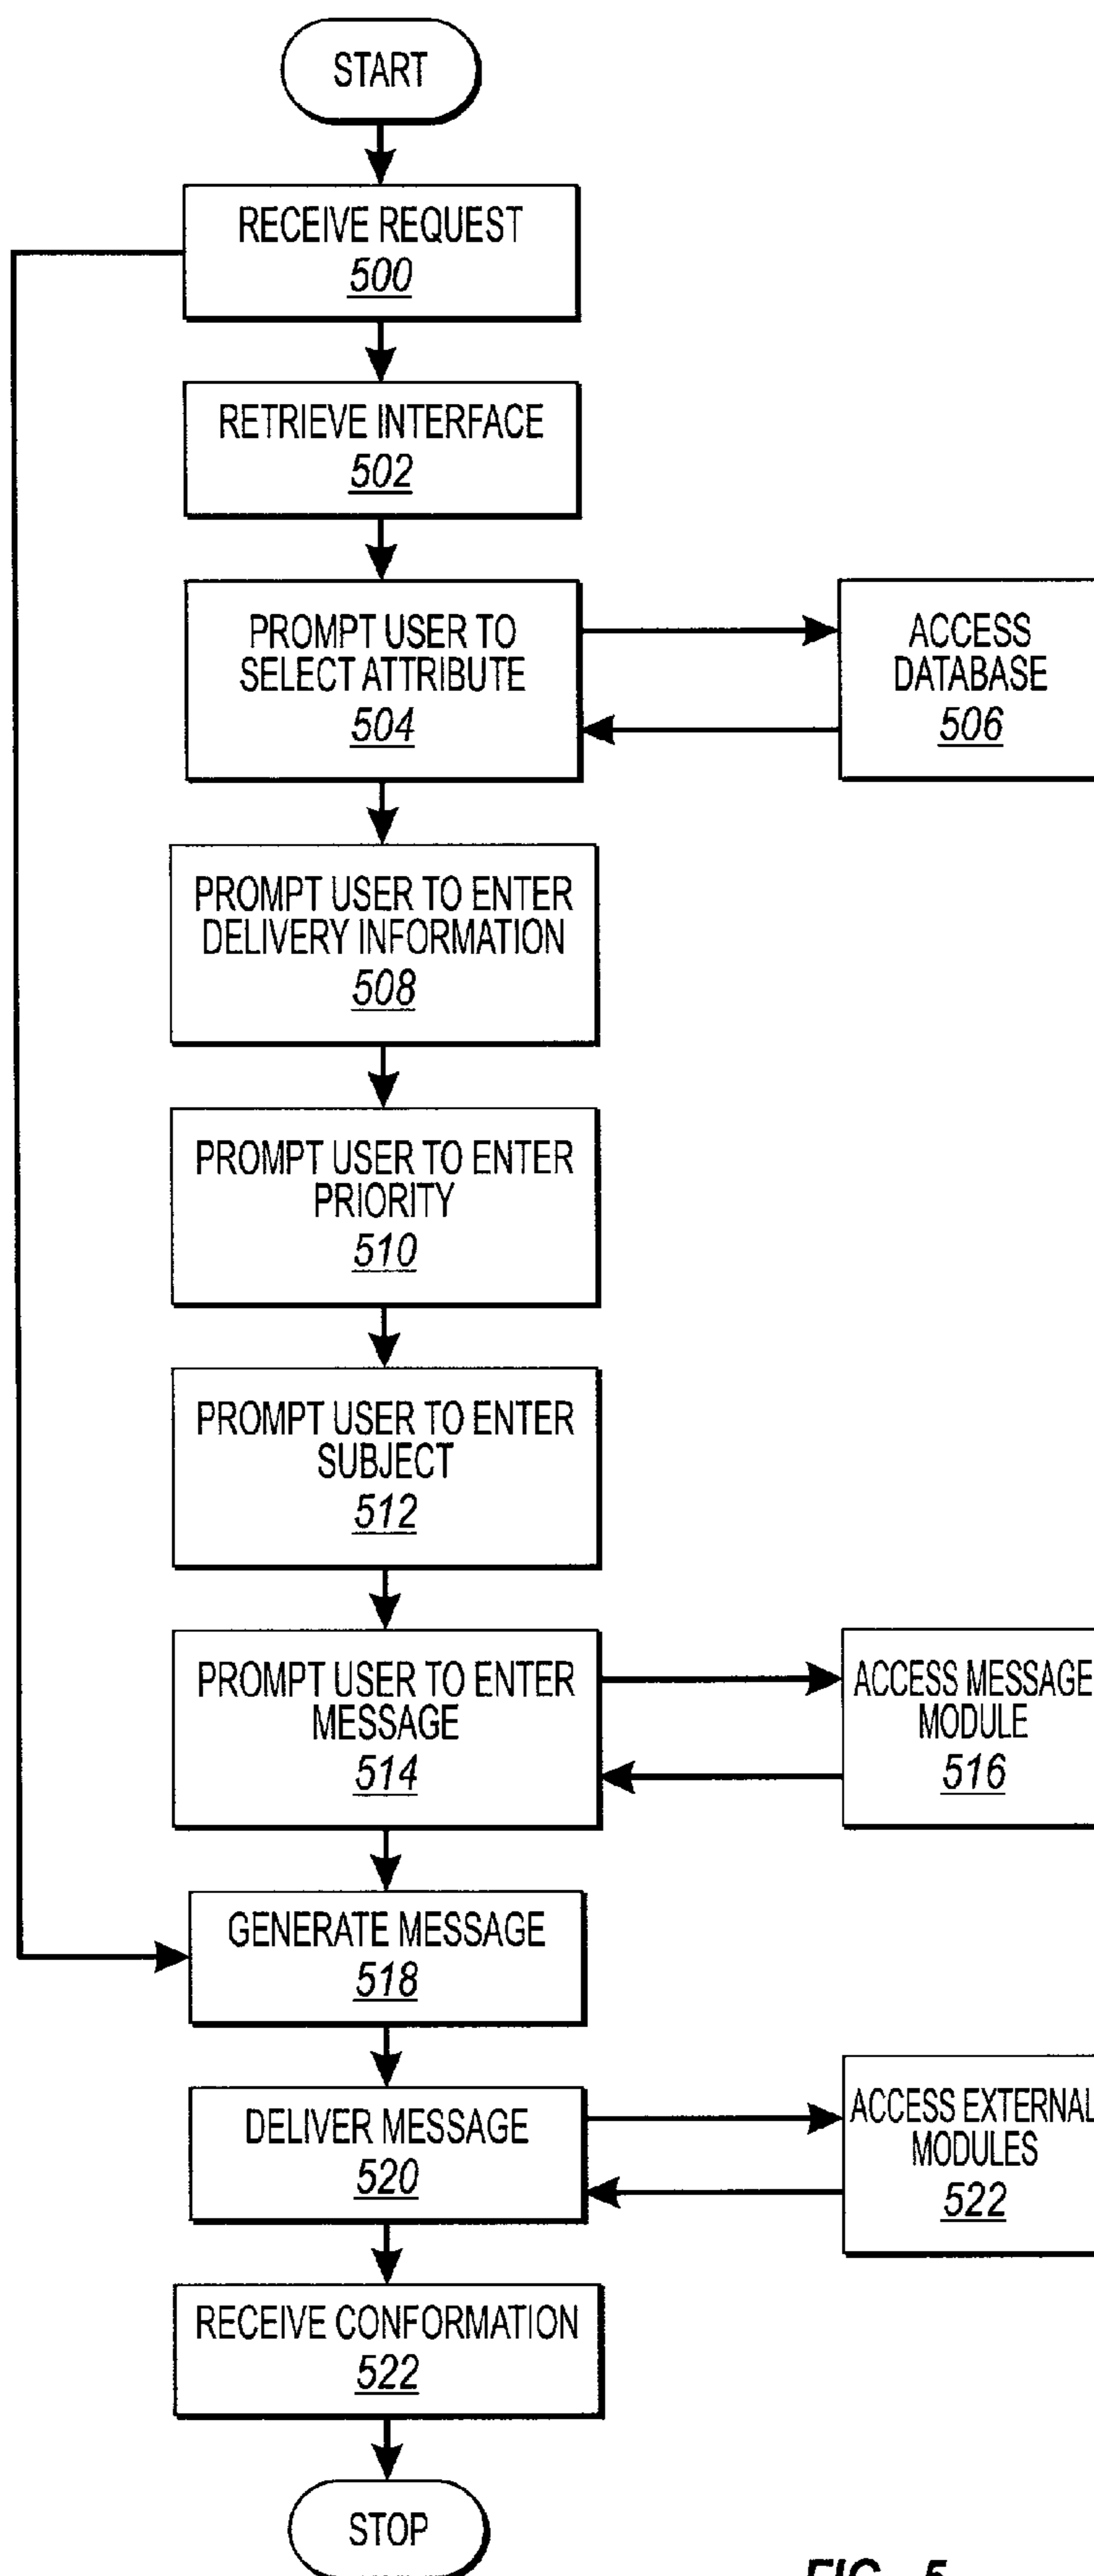 START
RECEIVE REQUEST
500
RETRIEVE INTERFACE
502
PROMPT USER TO
SELECT ATTRIBUTE
504
ACCESS
DATABASE
506
PROMPT USER TO ENTER
DELIVERY INFORMATION
508
PROMPT USER TO ENTER
PRIORITY
510
PROMPT USER TO ENTER
SUBJECT
512
PROMPT USER TO ENTER
MESSAGE
514
ACCESS MESSAGE
MODULE
516
GENERATE MESSAGE
518
DELIVER MESSAGE
520
ACCESS EXTERNAL
MODULES
522
RECEIVE CONFORMATION
522
STOP
FIG. 5